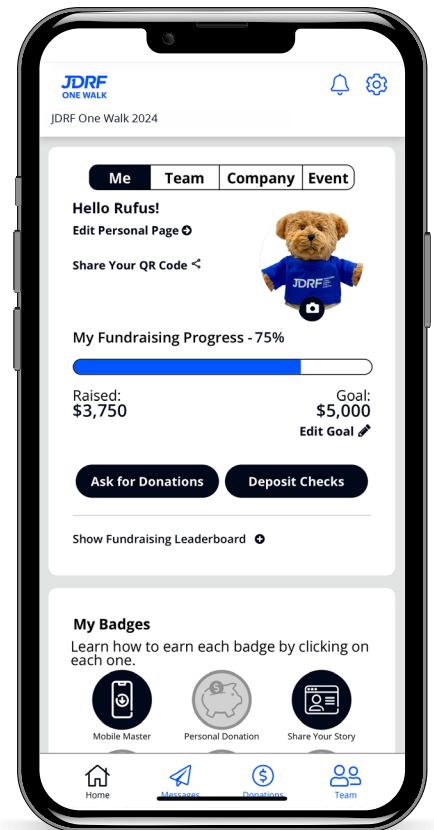 JDRF
ONE WALK
JDRF One Walk 2024
Me Team Company Event
Hello Rufus!
Edit Personal Page
Share Your QR Code
JDRF
My Fundraising Progress - 75%
Raised: Goal:
$3,750 $5,000
Edit Goal
Ask for Donations Deposit Checks
Show Fundraising Leaderboard
My Badges
Learn how to earn each badge by clicking on
each one.
Mobile Master Personal Donation Share Your Story
Home Messages Donations Team